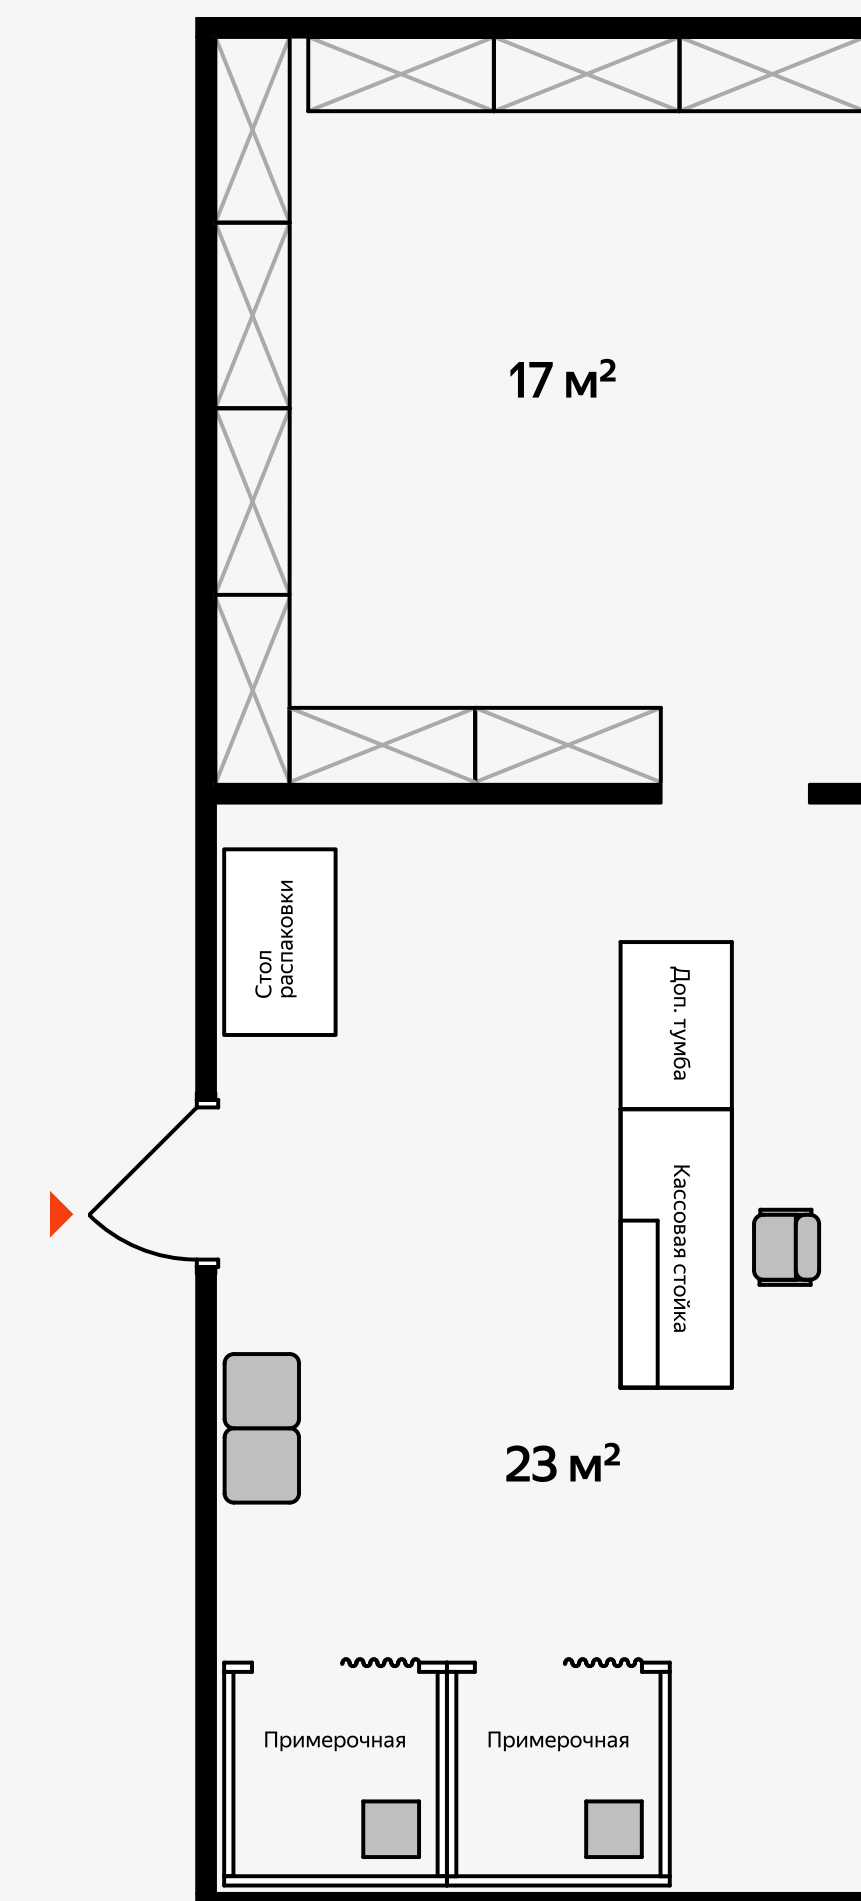 17 м²
Стол
распаковки
Доп. тумба
Кассовая стойка
23 м²
Примерочная
Примерочная